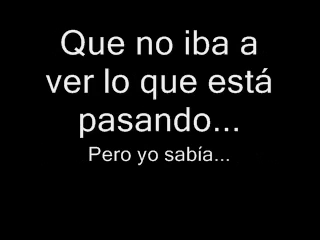 Que no iba a
ver lo que está
pasando...
Pero yo sabía...